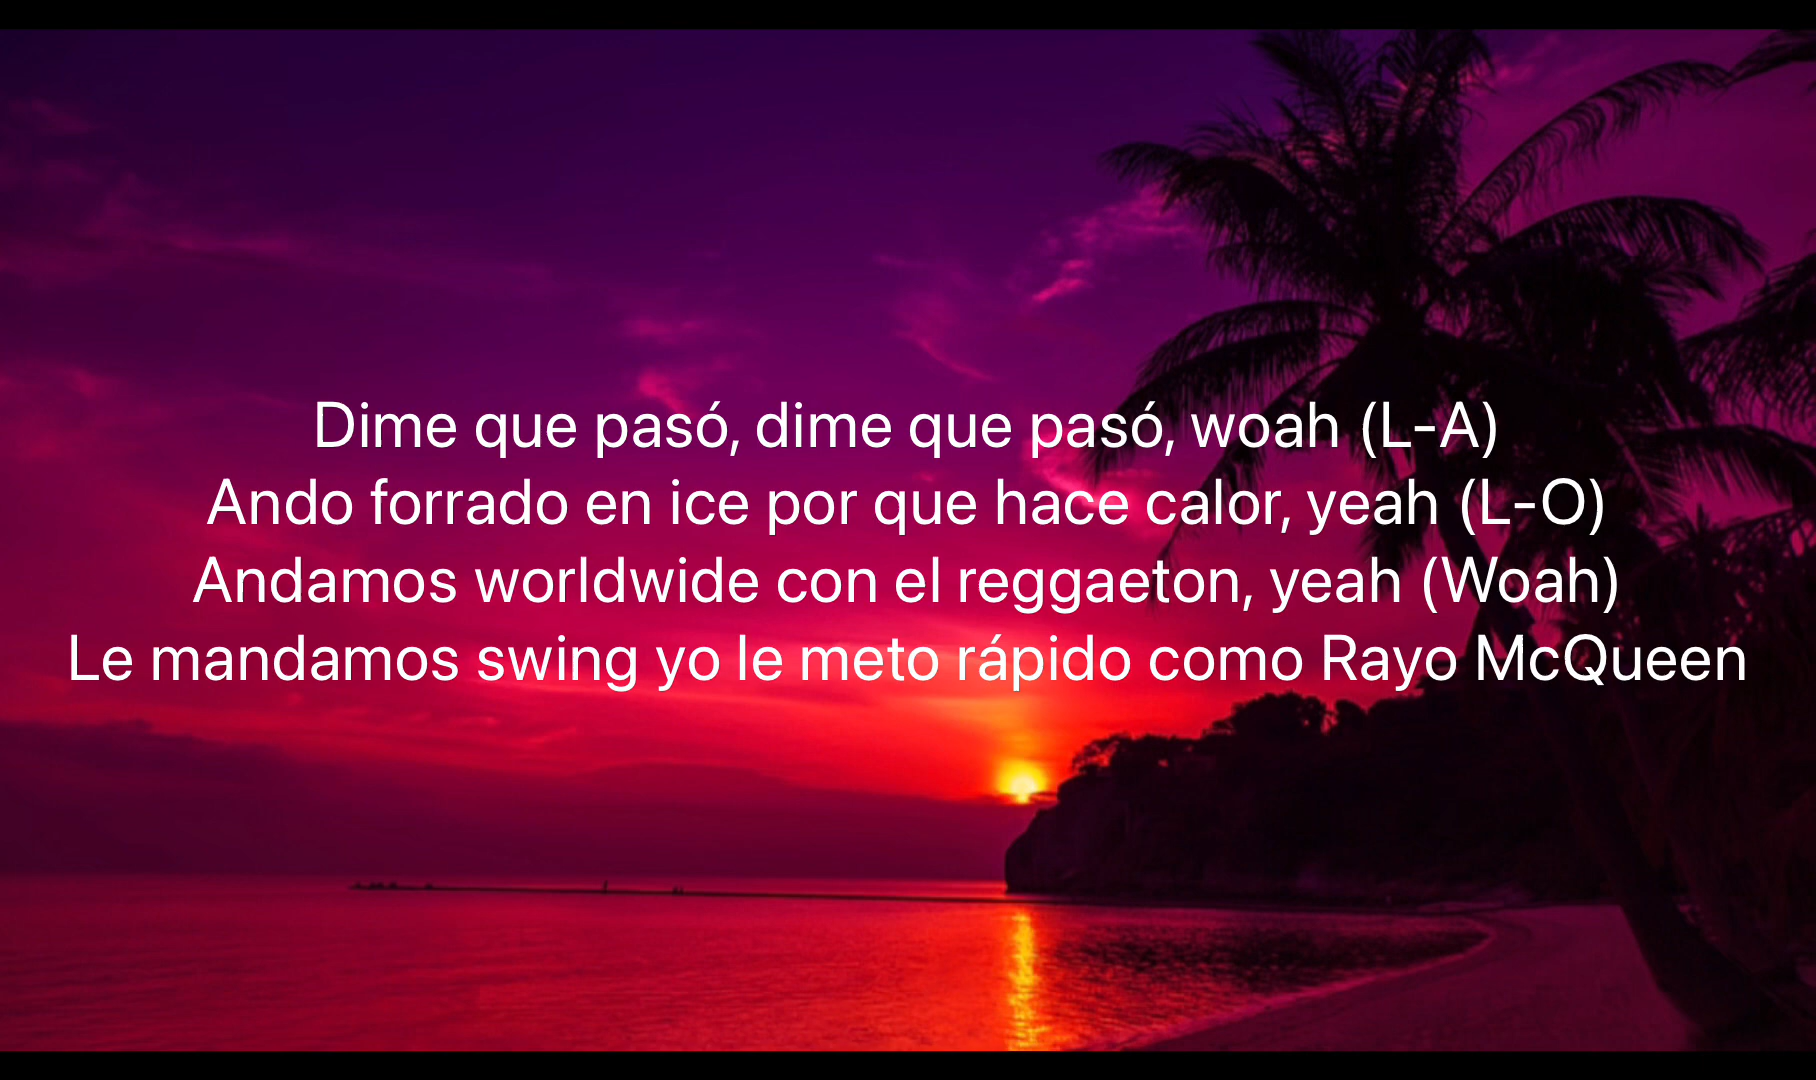 Dime que pasó, dime que pasó, woah (L-A)
Ando forrado en ice por que hace calor, yeah (L-O)
Andamos worldwide con el reggaeton, yeah (Woah)
Le mandamos swing yo le meto rápido como Rayo McQueen